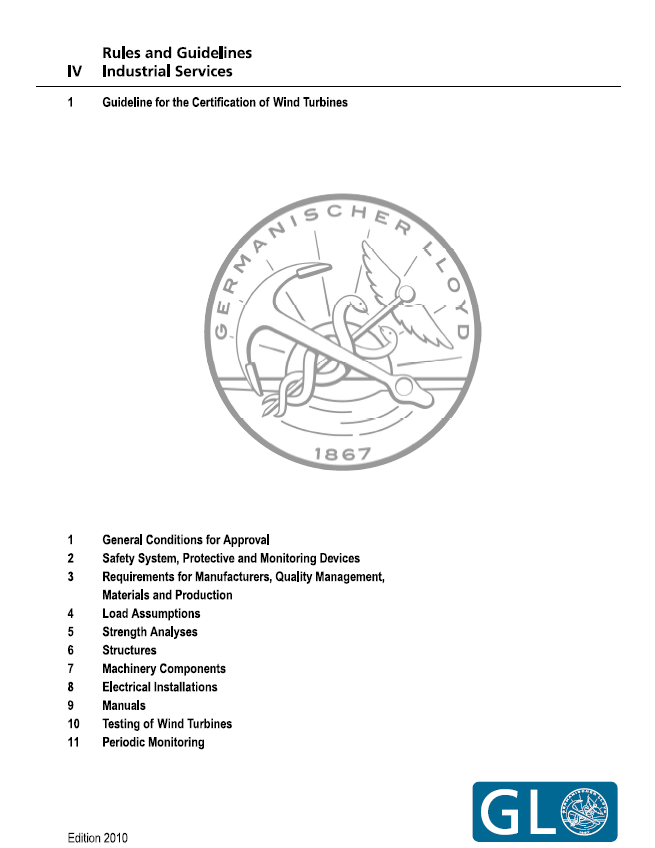 Rules and Guidelines
IV Industrial Services
1 Guideline for the Certification of Wind Turbines
GERMANISCHER LLOYD
1867
1 General Conditions for Approval
2 Safety System, Protective and Monitoring Devices
3 Requirements for Manufacturers, Quality Management,
Materials and Production
4 Load Assumptions
5 Strength Analyses
6 Structures
7 Machinery Components
8 Electrical Installations
9 Manuals
10 Testing of Wind Turbines
11 Periodic Monitoring
GL
Edition 2010